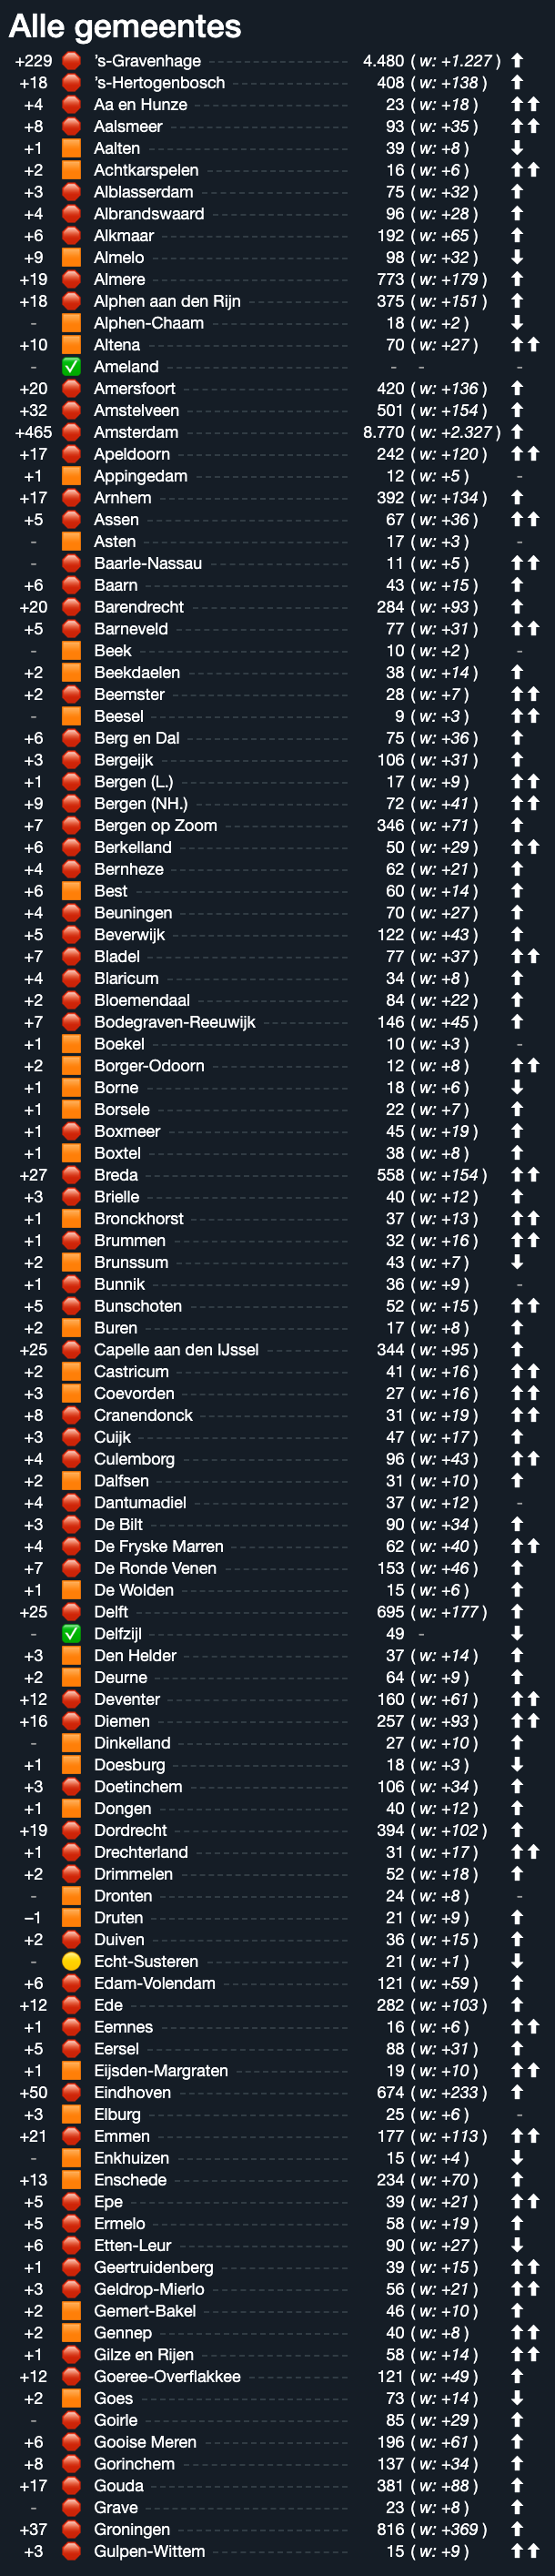 Alle gemeentes
+229 's-Gravenhage 4.480 ( w: +1.227 )
+18 's-Hertogenbosch 408 ( w: +138 )
+4 Aa en Hunze 23 ( w: +18 )
+8 Aalsmeer 93 ( w: +35 )
+1 Aalten 39 ( w: +8 )
+2 Achtkarspelen 16 ( w: +6 )
+3 Alblasserdam 75 ( w: +32 )
+4 Albrandswaard 96 ( w: +28 )
+6 Alkmaar 192 ( w: +65 )
+9 Almelo 98 ( w: +32 )
+19 Almere 773 ( w: +179 )
+18 Alphen aan den Rijn 375 ( w: +151 )
- Alphen-Chaam 18 ( w: +2 )
+10 Altena 70 ( w: +27 )
- Ameland - - -
+20 Amersfoort 420 ( w: +136 )
+32 Amstelveen 501 ( w: +154 )
+465 Amsterdam 8.770 ( w: +2.327 )
+17 Apeldoorn 242 ( w: +120 )
+1 Appingedam 12 ( w: +5 ) -
+17 Arnhem 392 ( w: +134 )
+5 Assen 67 ( w: +36 )
- Asten 17 ( w: +3 ) -
- Baarle-Nassau 11 ( w: +5 )
+6 Baarn 43 ( w: +15 )
+20 Barendrecht 284 ( w: +93 )
+5 Barneveld 77 ( w: +31 )
- Beek 10 ( w: +2 ) -
+2 Beekdaelen 38 ( w: +14 )
+2 Beemster 28 ( w: +7 )
- Beesel 9 ( w: +3 )
+6 Berg en Dal 75 ( w: +36 )
+3 Bergeijk 106 ( w: +31 )
+1 Bergen (L.) 17 ( w: +9 )
+9 Bergen (NH.) 72 ( w: +41 )
+7 Bergen op Zoom 346 ( w: +71 )
+6 Berkelland 50 ( w: +29 )
+4 Bernheze 62 ( w: +21 )
+6 Best 60 ( w: +14 )
+4 Beuningen 70 ( w: +27 )
+5 Beverwijk 122 ( w: +43 )
+7 Bladel 77 ( w: +37 )
+4 Blaricum 34 ( w: +8 )
+2 Bloemendaal 84 ( w: +22 )
+7 Bodegraven-Reeuwijk 146 ( w: +45 )
+1 Boekel 10 ( w: +3 ) -
+2 Borger-Odoorn 12 ( w: +8 )
+1 Borne 18 ( w: +6 )
+1 Borsele 22 ( w: +7 )
+1 Boxmeer 45 ( w: +19 )
+1 Boxtel 38 ( w: +8 )
+27 Breda 558 ( w: +154 )
+3 Brielle 40 ( w: +12 )
+1 Bronckhorst 37 ( w: +13 )
+1 Brummen 32 ( w: +16 )
+2 Brunssum 43 ( w: +7 )
+1 Bunnik 36 ( w: +9 ) -
+5 Bunschoten 52 ( w: +15 )
+2 Buren 17 ( w: +8 )
+25 Capelle aan den IJssel 344 ( w: +95 )
+2 Castricum 41 ( w: +16 )
+3 Coevorden 27 ( w: +16 )
+8 Cranendonck 31 ( w: +19 )
+3 Cuijk 47 ( w: +17 )
+4 Culemborg 96 ( w: +43 )
+2 Dalfsen 31 ( w: +10 )
+4 Dantumadiel 37 ( w: +12 ) -
+3 De Bilt 90 ( w: +34 )
+4 De Fryske Marren 62 ( w: +40 )
+7 De Ronde Venen 153 ( w: +46 )
+1 De Wolden 15 ( w: +6 )
+25 Delft 695 ( w: +177 )
- Delfzijl 49 -
+3 Den Helder 37 ( w: +14 )
+2 Deurne 64 ( w: +9 )
+12 Deventer 160 ( w: +61 )
+16 Diemen 257 ( w: +93 )
- Dinkelland 27 ( w: +10 )
+1 Doesburg 18 ( w: +3 )
+3 Doetinchem 106 ( w: +34 )
+1 Dongen 40 ( w: +12 )
+19 Dordrecht 394 ( w: +102 )
+1 Drechterland 31 ( w: +17 )
+2 Drimmelen 52 ( w: +18 )
- Dronten 24 ( w: +8 ) -
–1 Druten 21 ( w: +9 )
+2 Duiven 36 ( w: +15 )
- Echt-Susteren 21 ( w: +1 )
+6 Edam-Volendam 121 ( w: +59 )
+12 Ede 282 ( w: +103 )
+1 Eemnes 16 ( w: +6 )
+5 Eersel 88 ( w: +31 )
+1 Eijsden-Margraten 19 ( w: +10 )
+50 Eindhoven 674 ( w: +233 )
+3 Elburg 25 ( w: +6 ) -
+21 Emmen 177 ( w: +113 )
- Enkhuizen 15 ( w: +4 )
+13 Enschede 234 ( w: +70 )
+5 Epe 39 ( w: +21 )
+5 Ermelo 58 ( w: +19 )
+6 Etten-Leur 90 ( w: +27 )
+1 Geertruidenberg 39 ( w: +15 )
+3 Geldrop-Mierlo 56 ( w: +21 )
+2 Gemert-Bakel 46 ( w: +10 )
+2 Gennep 40 ( w: +8 )
+1 Gilze en Rijen 58 ( w: +14 )
+12 Goeree-Overflakkee 121 ( w: +49 )
+2 Goes 73 ( w: +14 )
- Goirle 85 ( w: +29 )
+6 Gooise Meren 196 ( w: +61 )
+8 Gorinchem 137 ( w: +34 )
+17 Gouda 381 ( w: +88 )
- Grave 23 ( w: +8 )
+37 Groningen 816 ( w: +369 )
+3 Gulpen-Wittem 15 ( w: +9 )